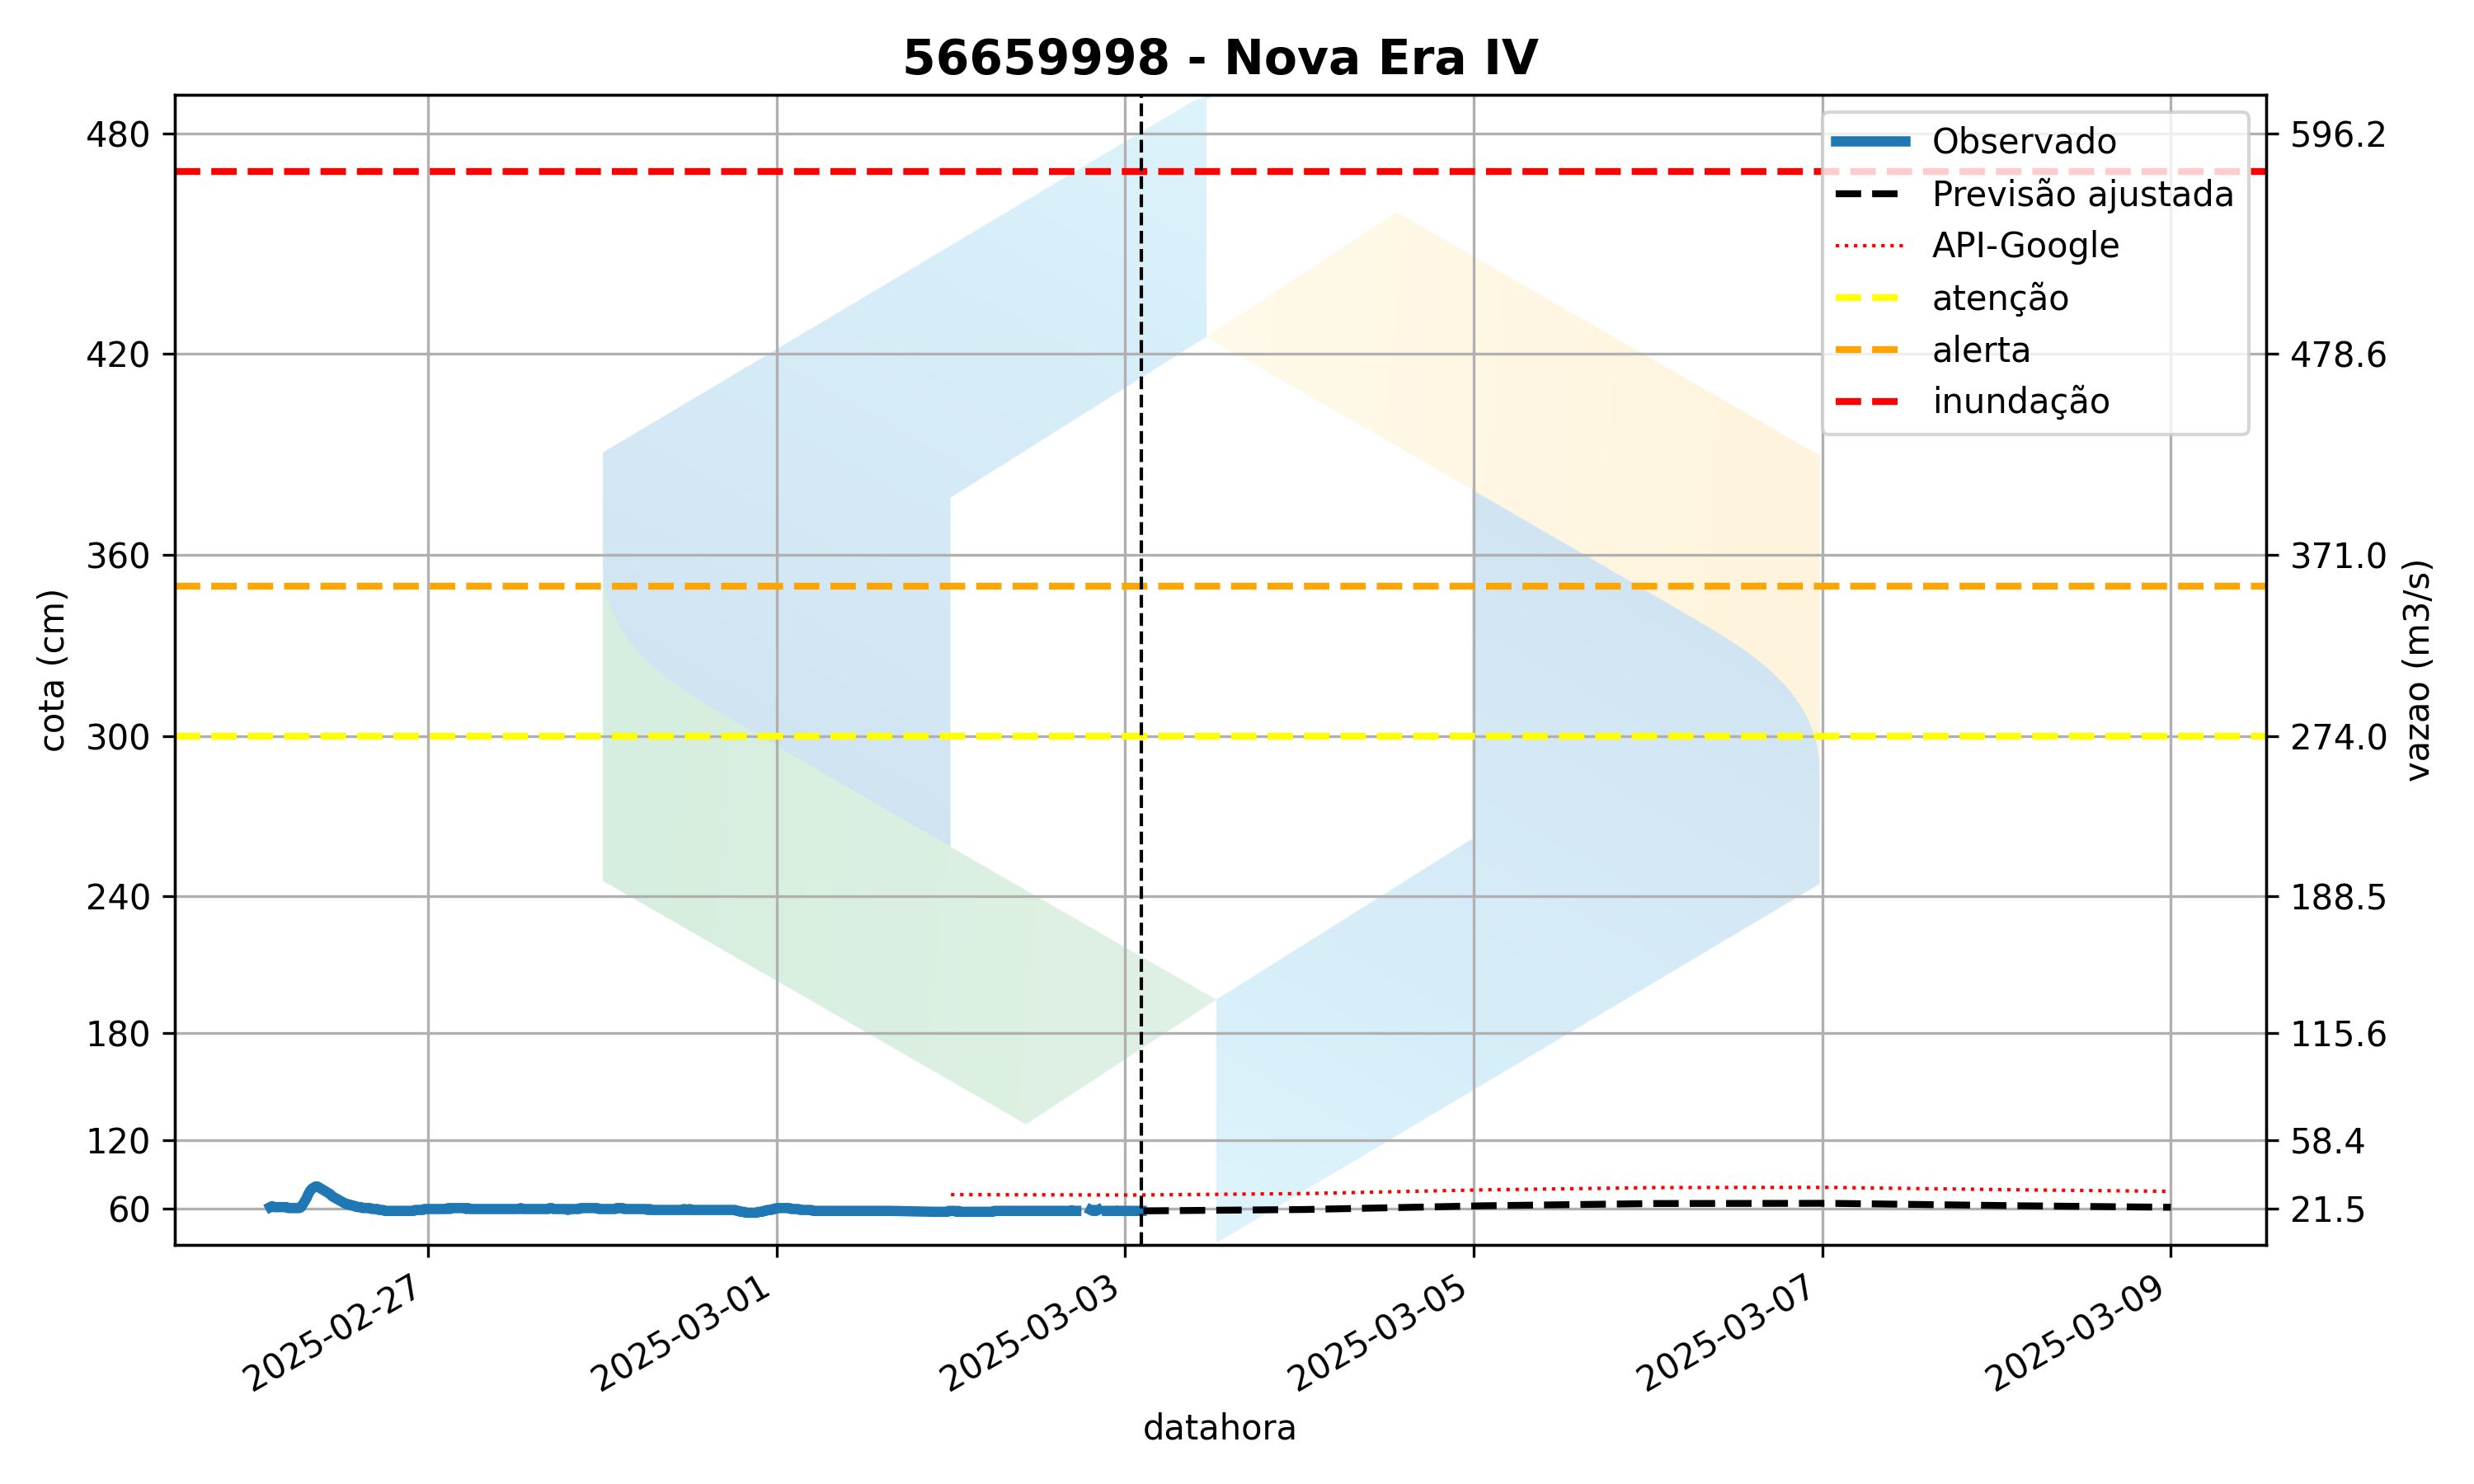 56659998 - Nova Era IV
480
420
360
300
240
180
120
60
cota (cm)
596.2
478.6
371.0
274.0
188.5
115.6
58.4
21.5
vazao (m3/s)
Observado
Previsão ajustada
API-Google
atenção
alerta
inundação
2025-02-27
2025-03-01
2025-03-03
2025-03-05
2025-03-07
2025-03-09
datahora